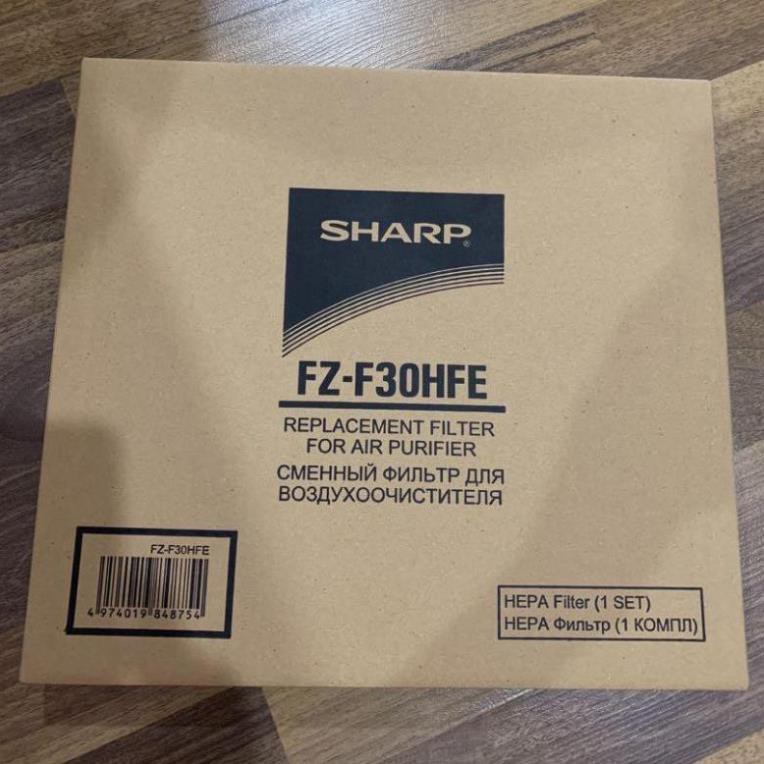 SHARP®
FZ-F30HFE
REPLACEMENT FILTER
FOR AIR PURIFIER
СМЕННЫЙ ФИЛЬТР ДЛЯ
ВОЗДУХООЧИСТИТЕЛЯ
FZ-F30HFE
4 974019 848754
HEPA Filter (1 SET)
НЕРА Фильтр (1 КОМПЛ)